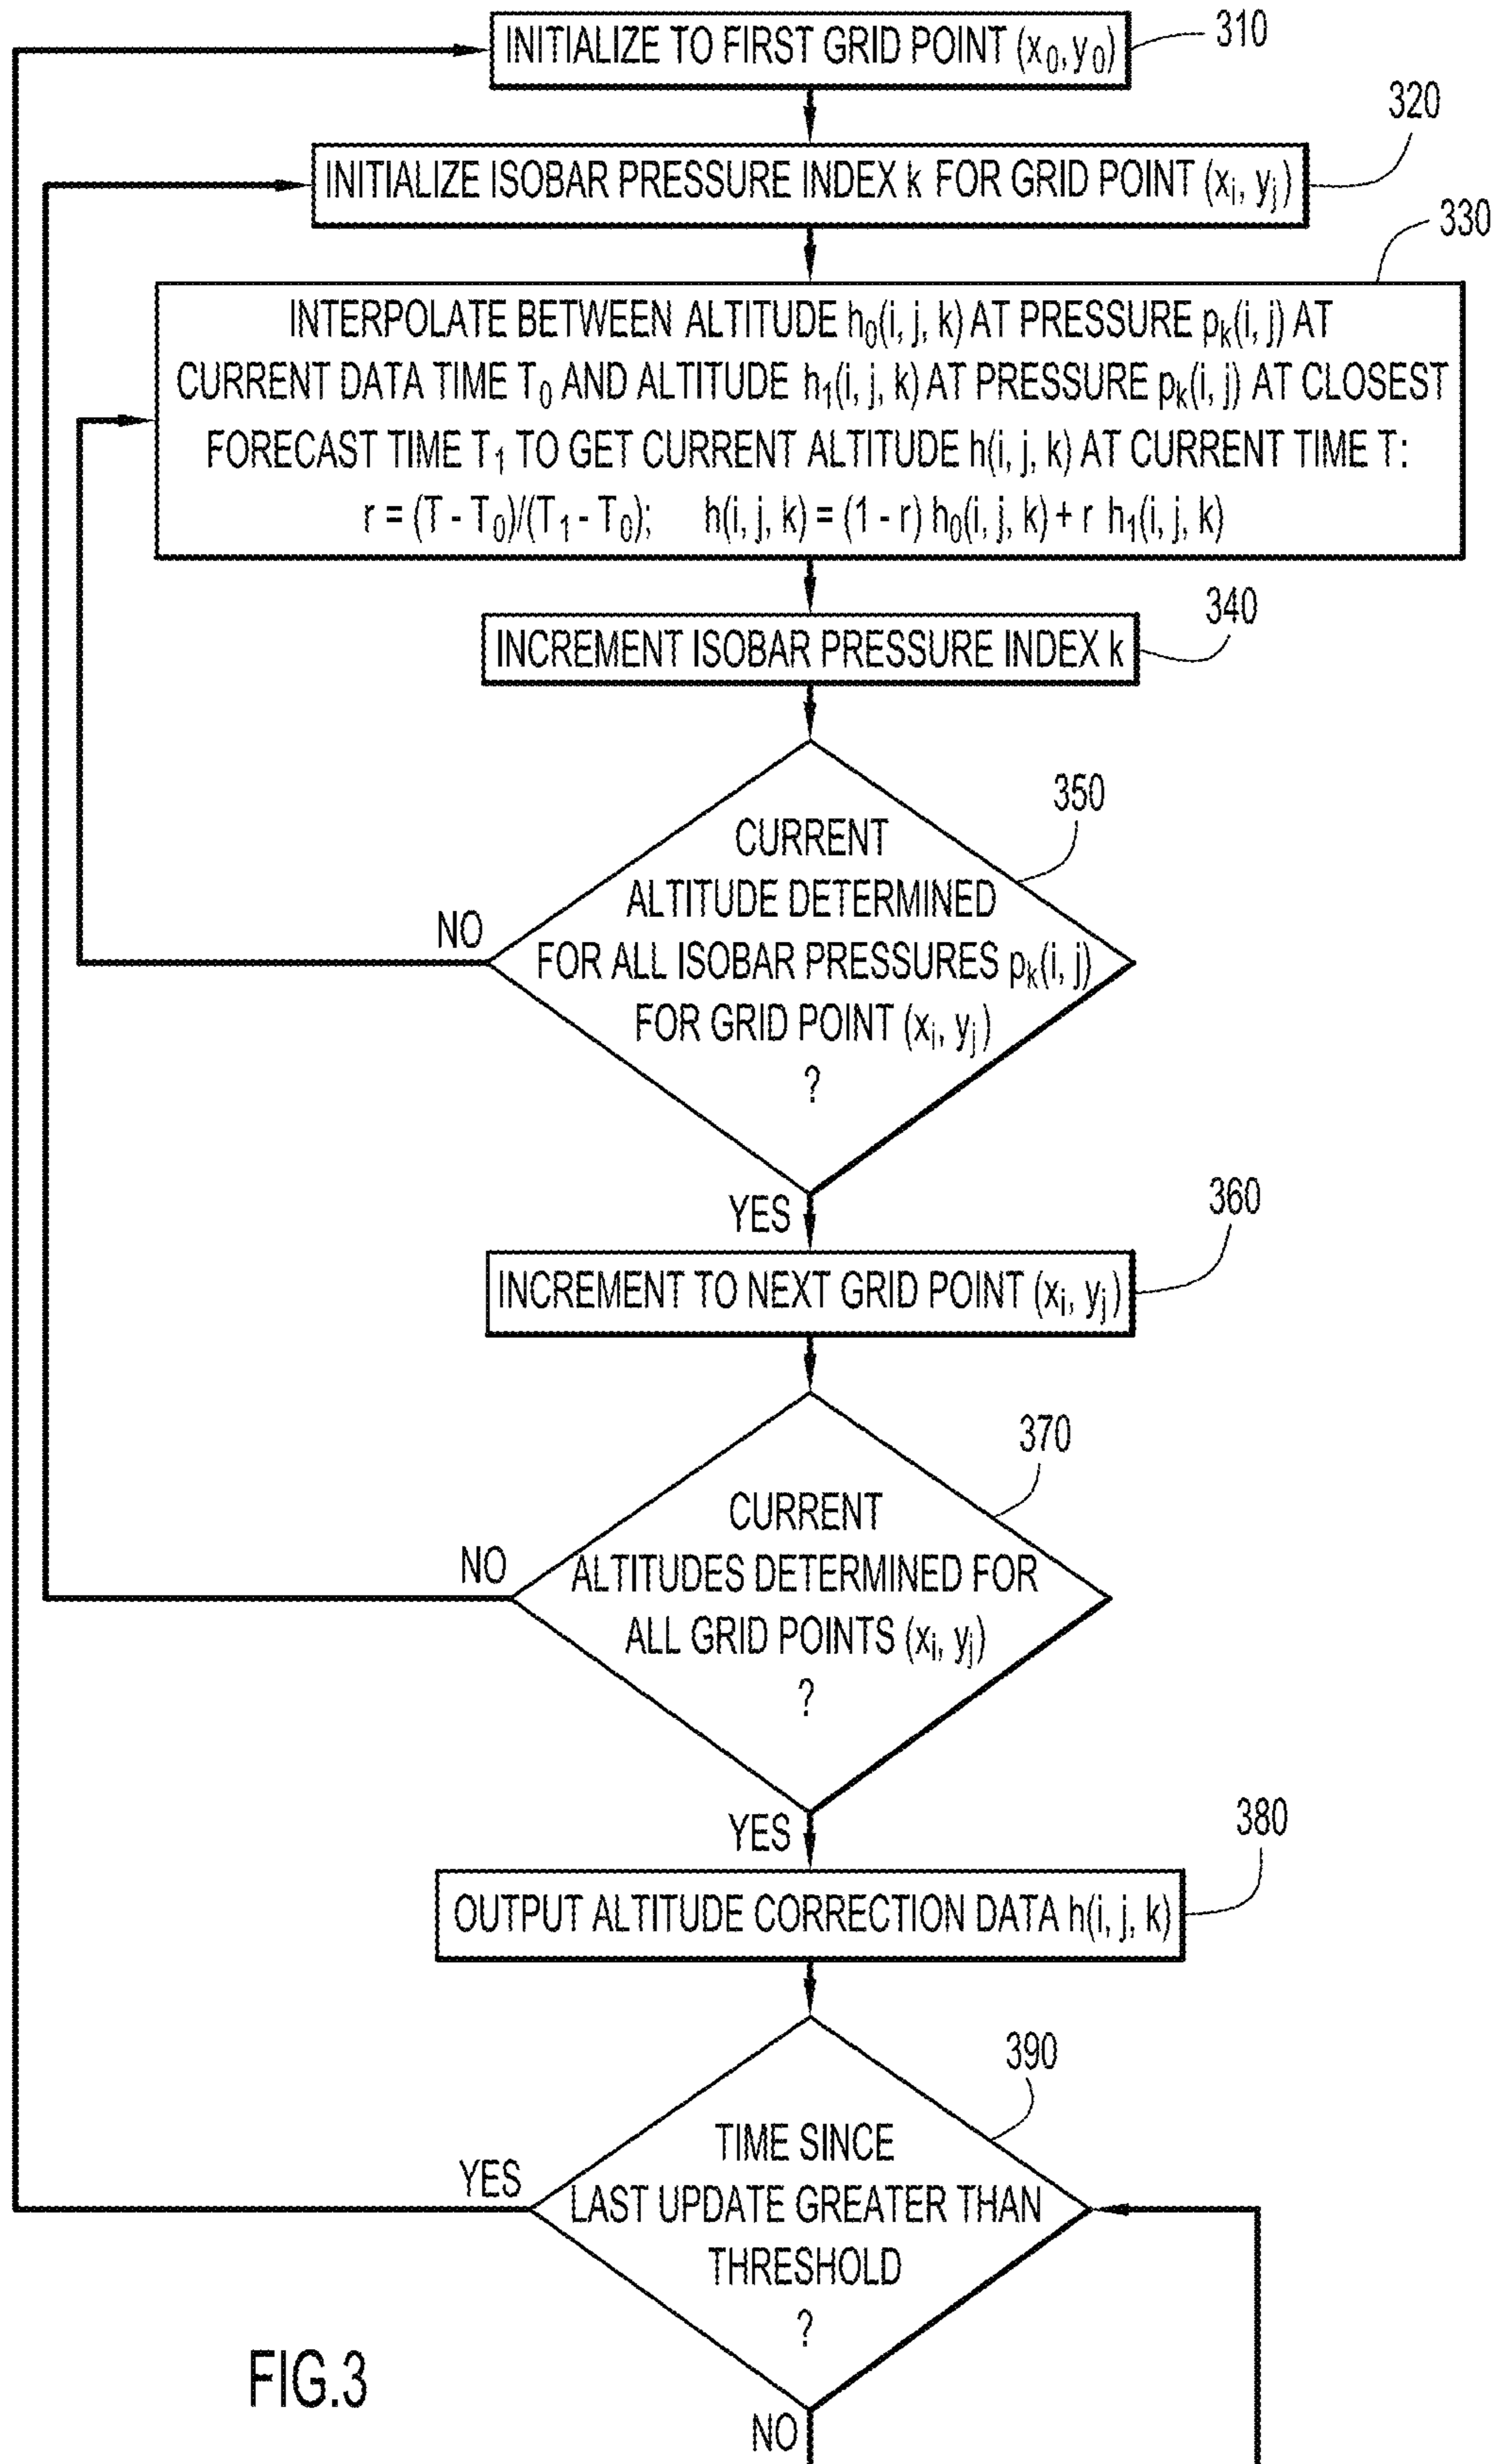 INITIALIZE TO FIRST GRID POINT (x0, y0)
310
320
INITIALIZE ISOBAR PRESSURE INDEX k FOR GRID POINT (xi, yj)
330
INTERPOLATE BETWEEN ALTITUDE h0(i, j, k) AT PRESSURE pk(i, j) AT
CURRENT DATA TIME T0 AND ALTITUDE h1(i, j, k) AT PRESSURE pk(i, j) AT CLOSEST
FORECAST TIME T1 TO GET CURRENT ALTITUDE h(i, j, k) AT CURRENT TIME T:
r = (T - T0)/(T1 - T0); h(i, j, k) = (1 - r) h0(i, j, k) + r h1(i, j, k)
340
INCREMENT ISOBAR PRESSURE INDEX k
350
CURRENT
ALTITUDE DETERMINED
NO
FOR ALL ISOBAR PRESSURES pk(i, j)
FOR GRID POINT (xi, yj)
?
YES
360
INCREMENT TO NEXT GRID POINT (xi, yj)
370
CURRENT
NO
ALTITUDES DETERMINED FOR
ALL GRID POINTS (xi, yj)
?
YES
380
OUTPUT ALTITUDE CORRECTION DATA h(i, j, k)
390
TIME SINCE
YES
LAST UPDATE GREATER THAN
THRESHOLD
?
FIG.3
NO